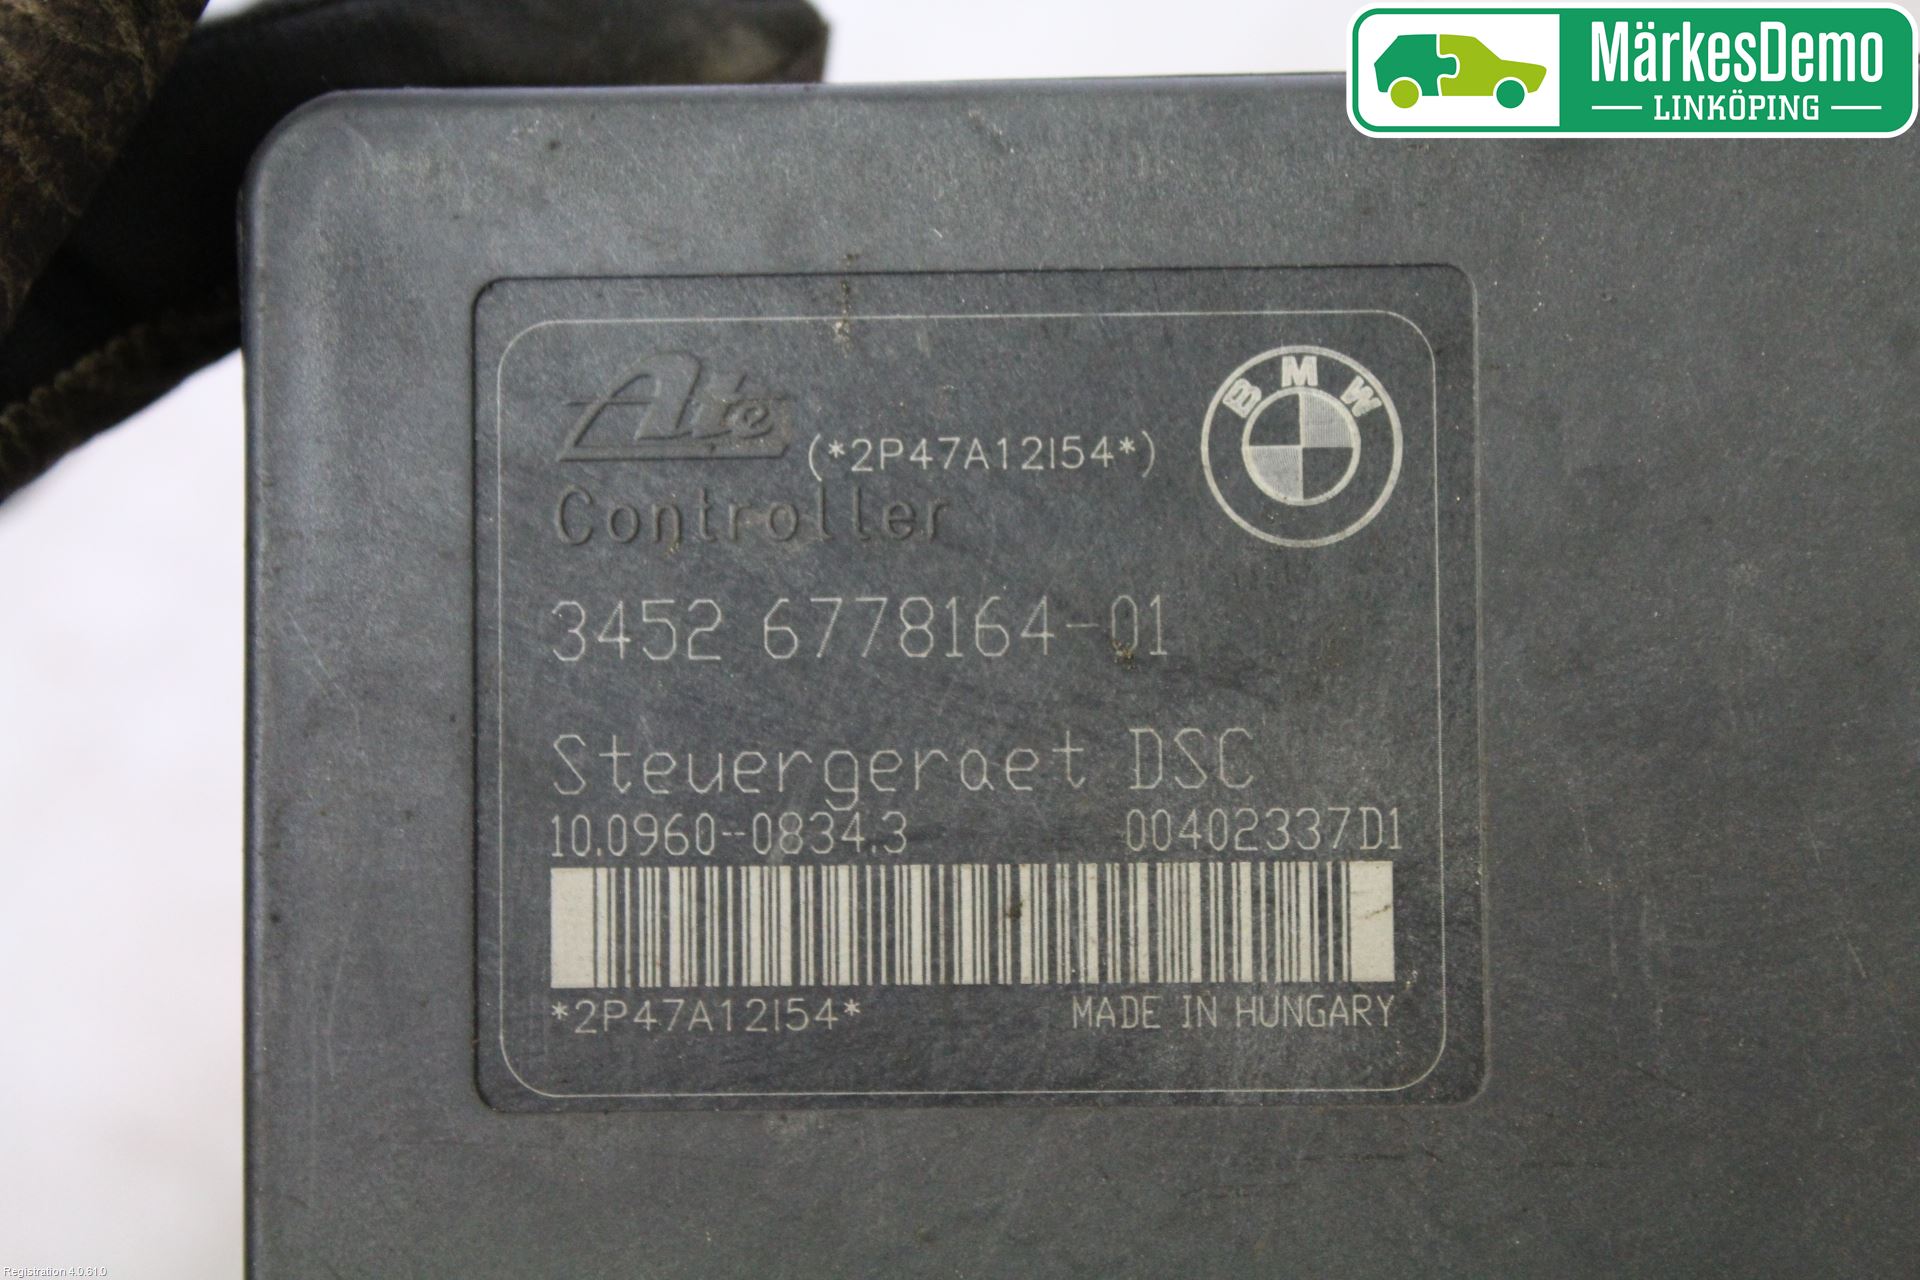 MärkesDemo
LINKÖPING
Ate
(*2P47A12I54*)
BMW
Controller
3452 6778164-01
Steuergeraet DSC
10.0960-0834.3 00402337D1
*2P47A12I54* MADE IN HUNGARY
Registration 4.0.61.0